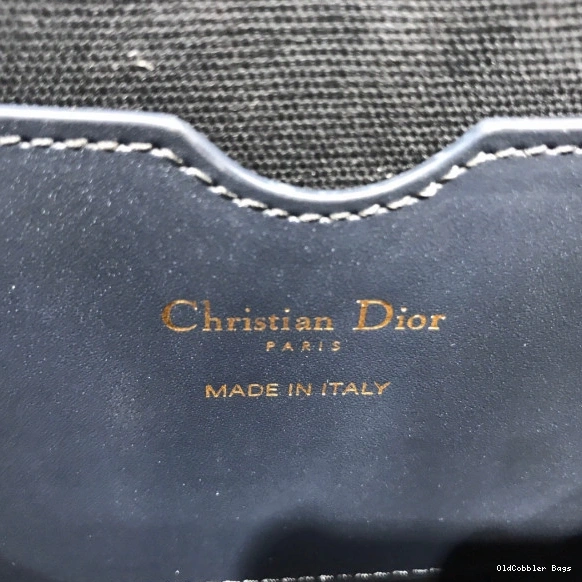 Christian Dior
PARIS
MADE IN ITALY
OldCobbler Bags